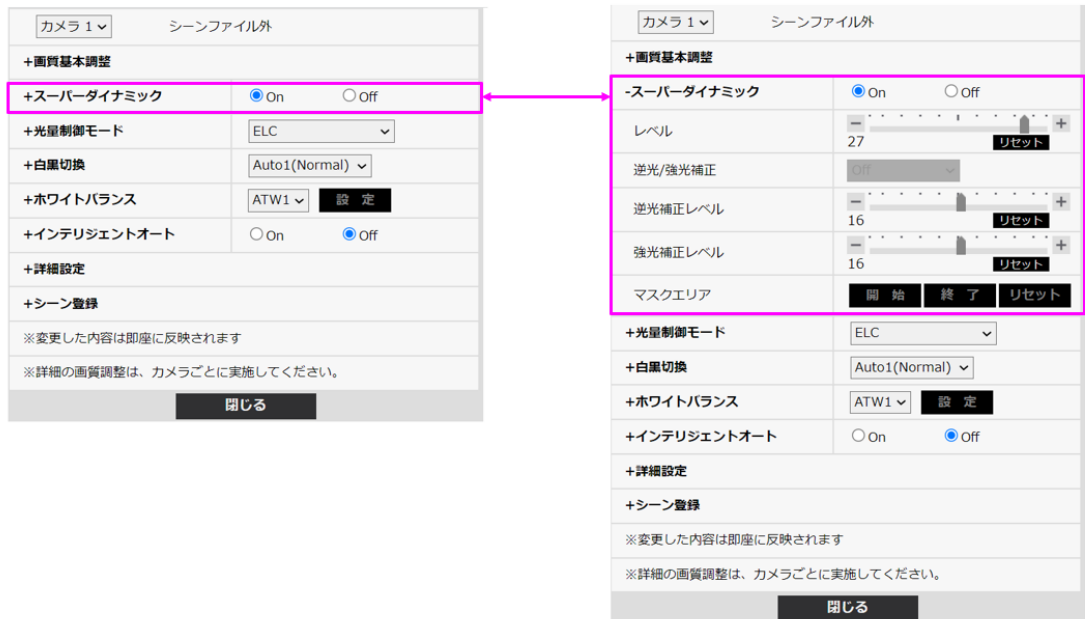 カメラ 1 シーンファイル外
+画質基本調整
+スーパーダイナミック On Off
+光量制御モード ELC
+白黒切換 Auto1(Normal)
+ホワイトバランス ATW1 設 定
+インテリジェントオート On Off
+詳細設定
+シーン登録
※変更した内容は即座に反映されます
※詳細の画質調整は、カメラごとに実施してください。
閉じる
カメラ 1 シーンファイル外
+画質基本調整
-スーパーダイナミック On Off
レベル - +
27 リセット
逆光/強光補正 Off
逆光補正レベル - +
16 リセット
強光補正レベル - +
16 リセット
マスクエリア 開 始 終 了 リセット
+光量制御モード ELC
+白黒切換 Auto1(Normal)
+ホワイトバランス ATW1 設 定
+インテリジェントオート On Off
+詳細設定
+シーン登録
※変更した内容は即座に反映されます
※詳細の画質調整は、カメラごとに実施してください。
閉じる